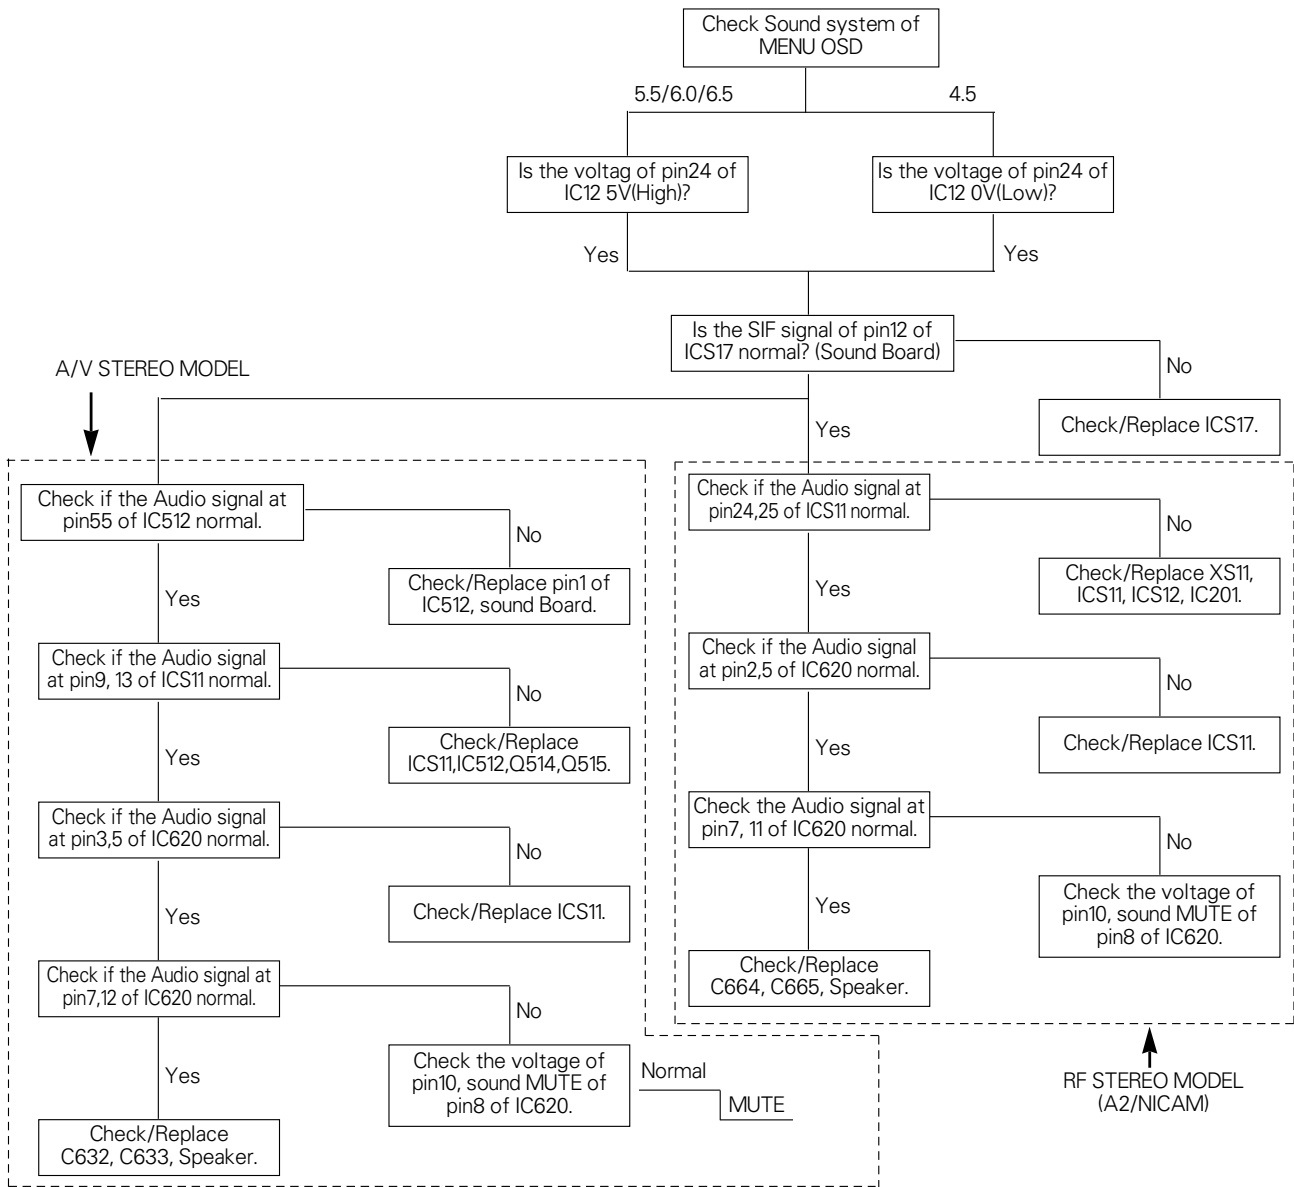 Check Sound system of
MENU OSD
5.5/6.0/6.5
4.5
Is the voltag of pin24 of
IC12 5V(High)?
Is the voltage of pin24 of
IC12 0V(Low)?
Yes
Yes
Is the SIF signal of pin12 of
ICS17 normal? (Sound Board)
No
Check/Replace ICS17.
Yes
A/V STEREO MODEL
Check if the Audio signal at
pin55 of IC512 normal.
No
Check/Replace pin1 of
IC512, sound Board.
Yes
Check if the Audio signal
at pin9, 13 of ICS11 normal.
No
Check/Replace
ICS11,IC512,Q514,Q515.
Yes
Check if the Audio signal
at pin3,5 of IC620 normal.
No
Check/Replace ICS11.
Yes
Check if the Audio signal at
pin7,12 of IC620 normal.
No
Check the voltage of
pin10, sound MUTE of
pin8 of IC620.
Normal
MUTE
Yes
Check/Replace
C632, C633, Speaker.
Check if the Audio signal at
pin24,25 of ICS11 normal.
No
Check/Replace XS11,
ICS11, ICS12, IC201.
Yes
Check if the Audio signal
at pin2,5 of IC620 normal.
No
Check/Replace ICS11.
Yes
Check the Audio signal at
pin7, 11 of IC620 normal.
No
Check the voltage of
pin10, sound MUTE of
pin8 of IC620.
Yes
Check/Replace
C664, C665, Speaker.
RF STEREO MODEL
(A2/NICAM)